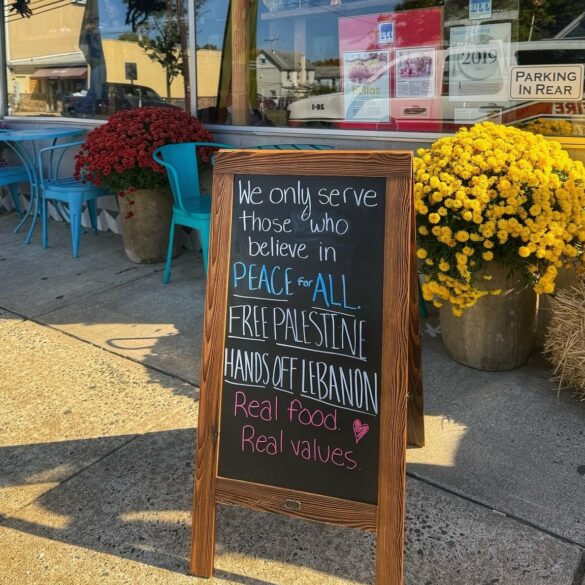 2019
PARKING
IN REAR
We only serve
those who
believe in
PEACE for ALL.
FREE PALESTINE
HANDS OFF LEBANON
Real food.
Real values.